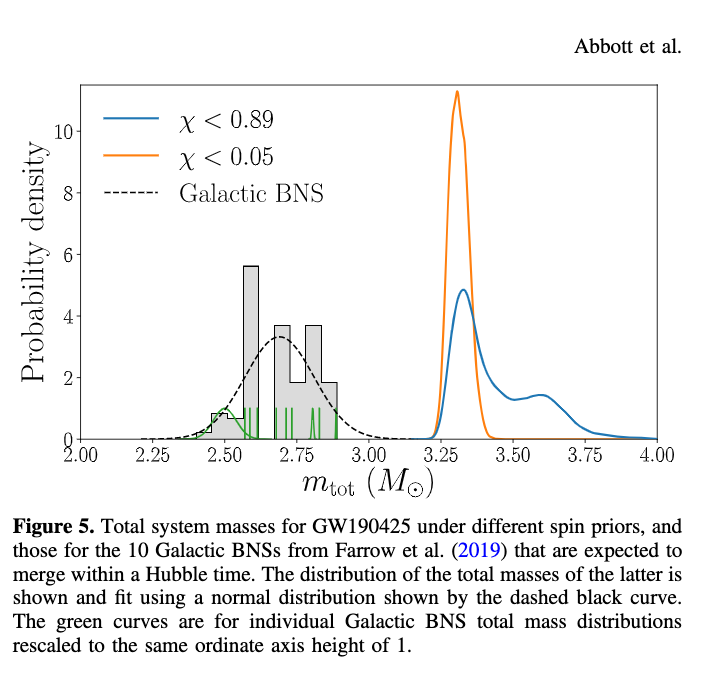 Abbott et al.
χ < 0.89
χ < 0.05
Galactic BNS
Probability density
10
8
6
4
2
0
2.00 2.25 2.50 2.75 3.00 3.25 3.50 3.75 4.00
m_tot (M_⊙)
Figure 5. Total system masses for GW190425 under different spin priors, and
those for the 10 Galactic BNSs from Farrow et al. (2019) that are expected to
merge within a Hubble time. The distribution of the total masses of the latter is
shown and fit using a normal distribution shown by the dashed black curve.
The green curves are for individual Galactic BNS total mass distributions
rescaled to the same ordinate axis height of 1.